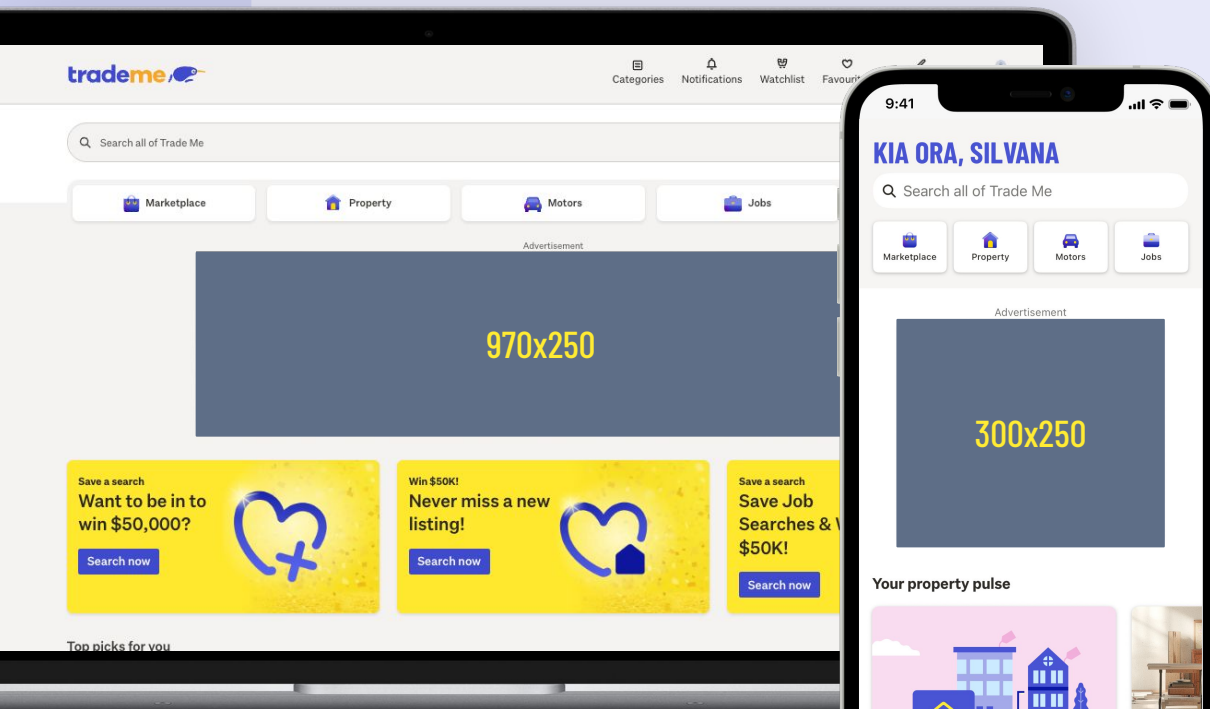 trademe
Categories Notifications Watchlist
Search all of Trade Me
Marketplace Property Motors Jobs
Advertisement
970x250
Save a search
Want to be in to
win $50,000?
Search now
Win $50K!
Never miss a new
listing!
Search now
Save a search
Save Job
Searches &
$50K!
Search now
Top picks for you
9:41
KIA ORA, SILVANA
Search all of Trade Me
Marketplace Property Motors Jobs
Advertisement
300x250
Your property pulse